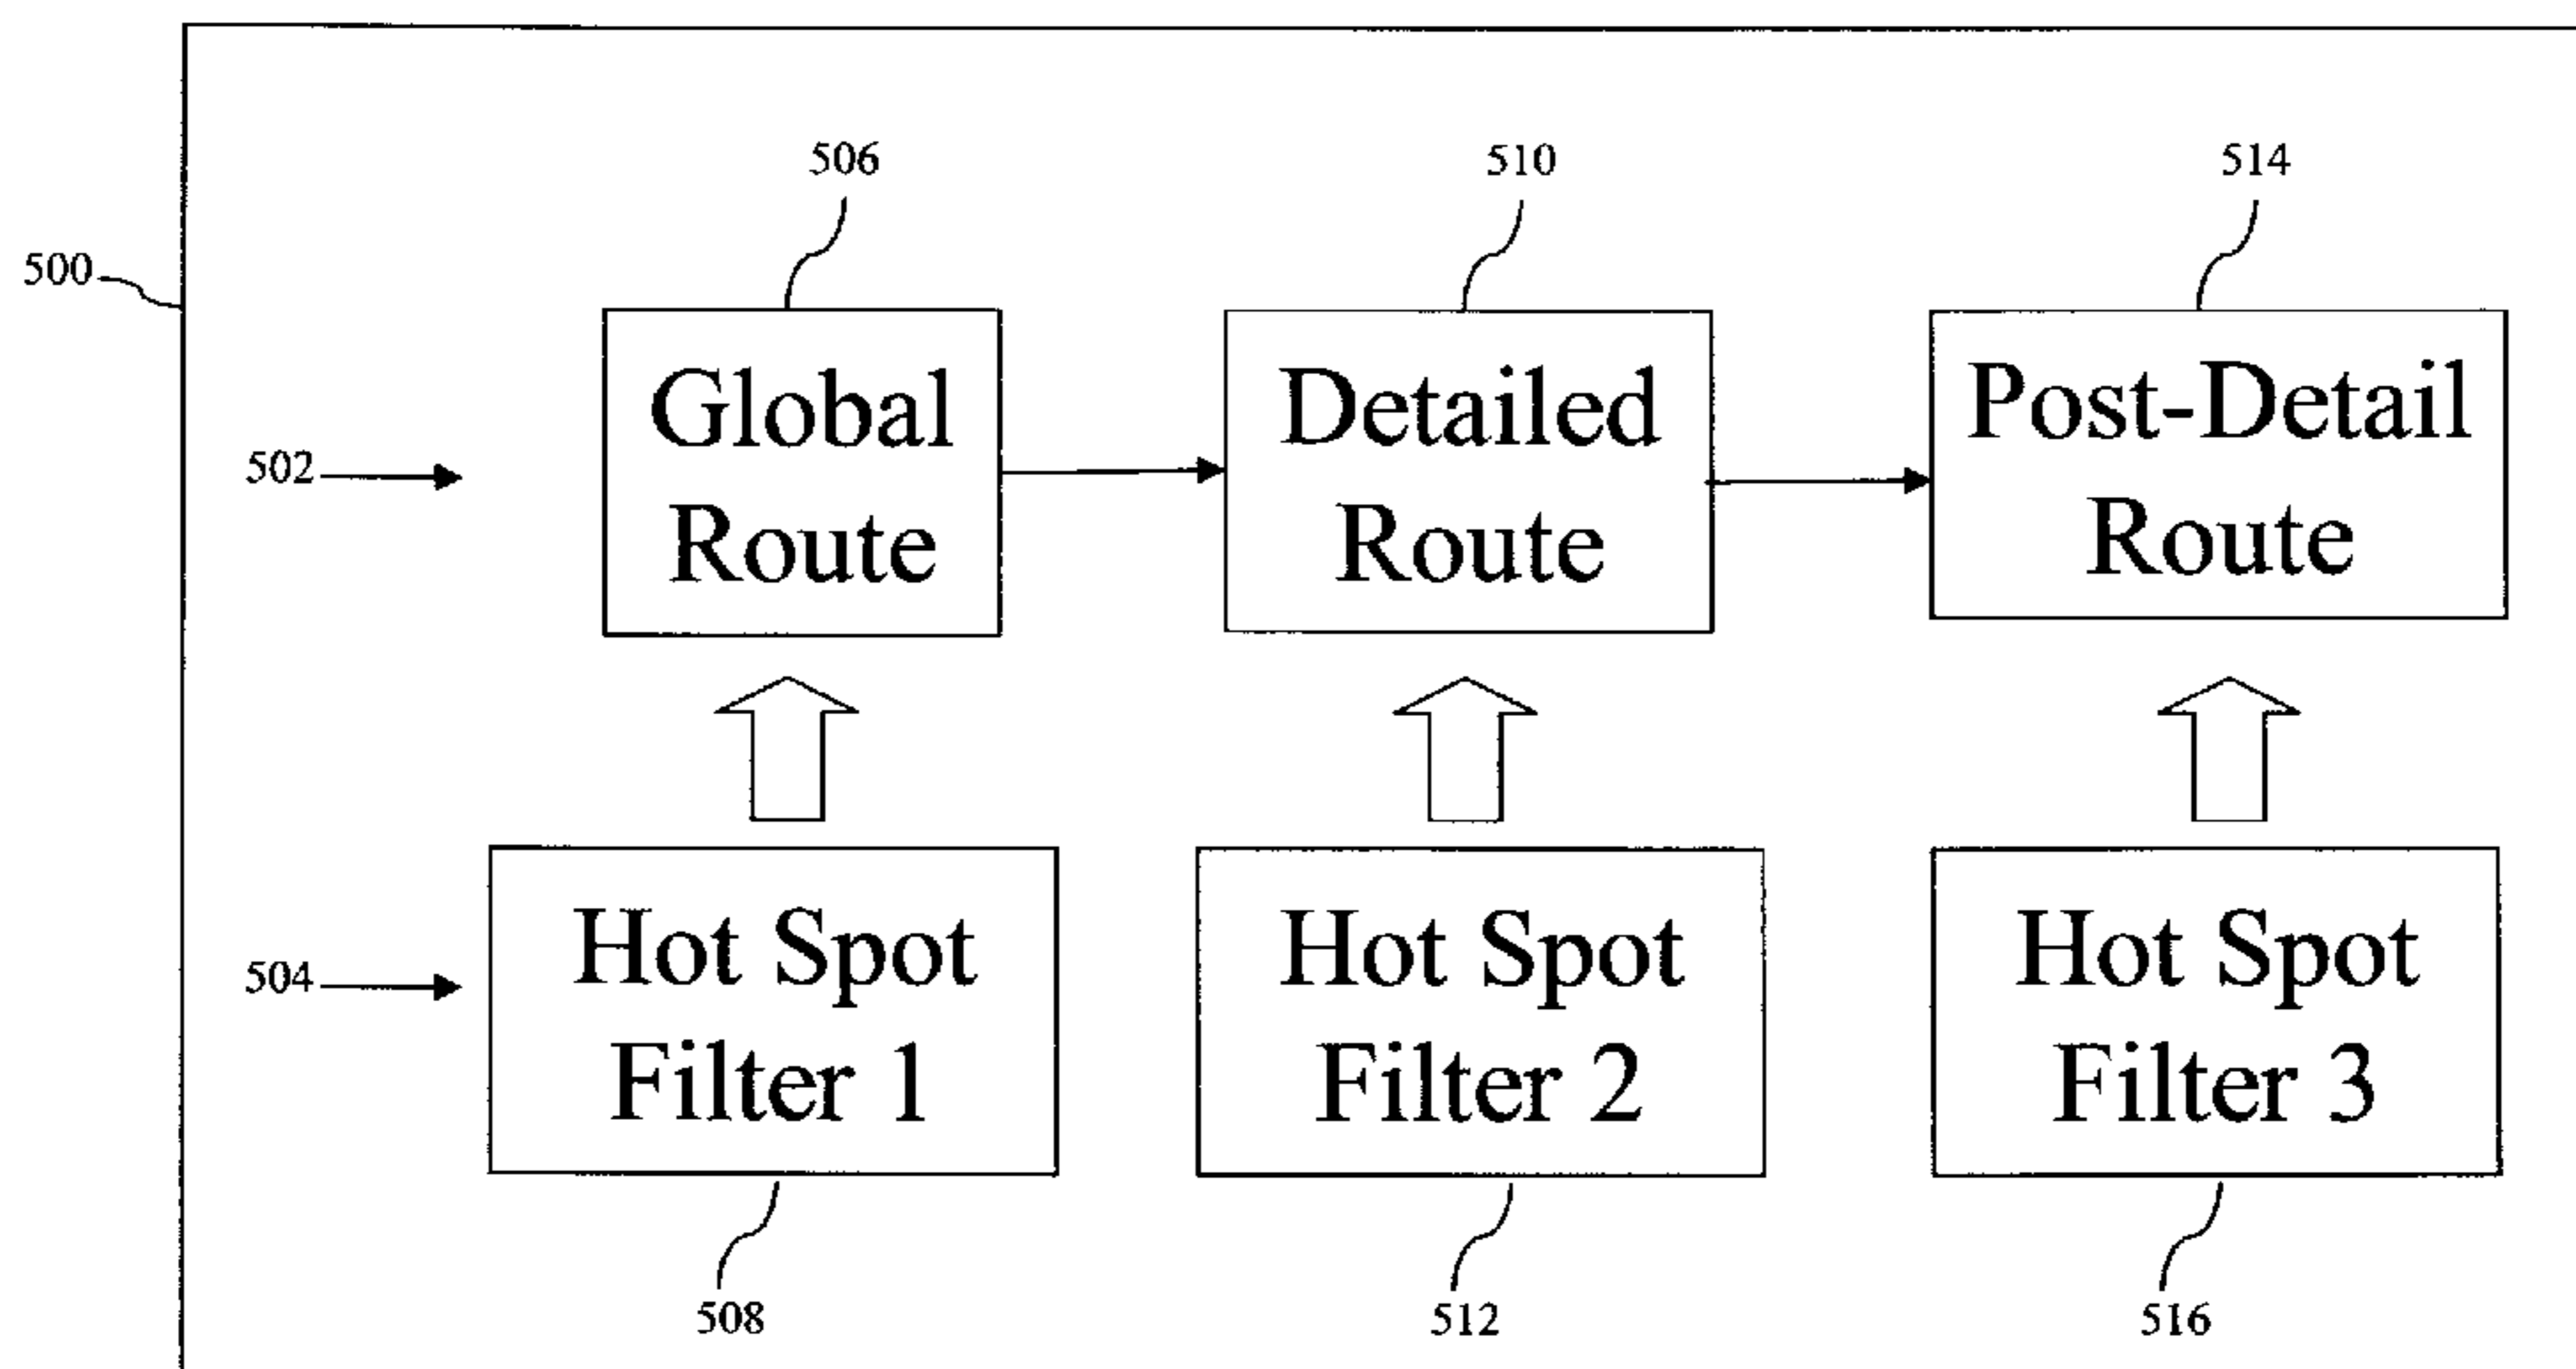 506
510
514
500
Global
Route
Detailed
Route
Post-Detail
Route
502
Hot Spot
Filter 1
Hot Spot
Filter 2
Hot Spot
Filter 3
504
508
512
516